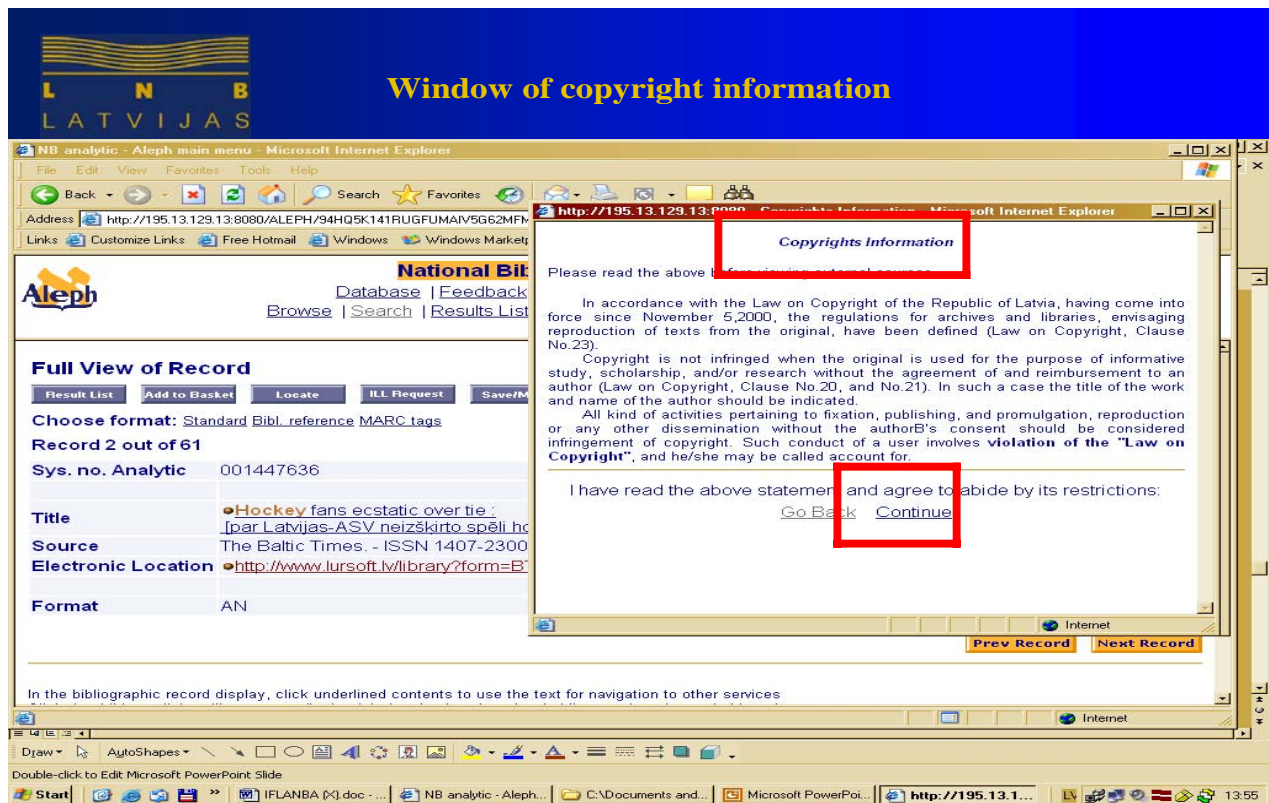 L N B
LATVIJAS
Window of copyright information
NB analytic - Aleph main menu - Microsoft Internet Explorer
File Edit View Favorites Tools Help
Back Search Favorites
Address http://195.13.129.13:8080/ALEPH/94HQ5K141RUGFUMAIV5G62MFM
Links Customize Links Free Hotmail Windows Windows Marketp
Aleph
National Bib
Database | Feedback
Browse | Search | Results List
Full View of Record
Result List Add to Basket Locate ILL Request Save/M
Choose format: Standard Bibl. reference MARC tags
Record 2 out of 61
Sys. no. Analytic 001447636
Title Hockey fans ecstatic over tie :
[par Latvijas-ASV neizšķirto spēli ho
Source The Baltic Times. - ISSN 1407-2300
Electronic Location http://www.lursoft.lv/library?form=BT
Format AN
Prev Record Next Record
In the bibliographic record display, click underlined contents to use the text for navigation to other services
Internet
http://195.13.129.13:8080 - Copyrights Information - Microsoft Internet Explorer
Copyrights Information
Please read the above before viewing external sources
In accordance with the Law on Copyright of the Republic of Latvia, having come into
force since November 5,2000, the regulations for archives and libraries, envisaging
reproduction of texts from the original, have been defined (Law on Copyright, Clause
No.23).
Copyright is not infringed when the original is used for the purpose of informative
study, scholarship, and/or research without the agreement of and reimbursement to an
author (Law on Copyright, Clause No.20, and No.21). In such a case the title of the work
and name of the author should be indicated.
All kind of activities pertaining to fixation, publishing, and promulgation, reproduction
or any other dissemination without the authorВ's consent should be considered
infringement of copyright. Such conduct of a user involves violation of the "Law on
Copyright", and he/she may be called account for.
I have read the above statement and agree to abide by its restrictions:
Go Back Continue
Internet
Draw AutoShapes
Double-click to Edit Microsoft PowerPoint Slide
Start IFLANBA (X).doc - ... NB analytic - Aleph... C:\Documents and... Microsoft PowerPoi... http://195.13.1... LV 13:55